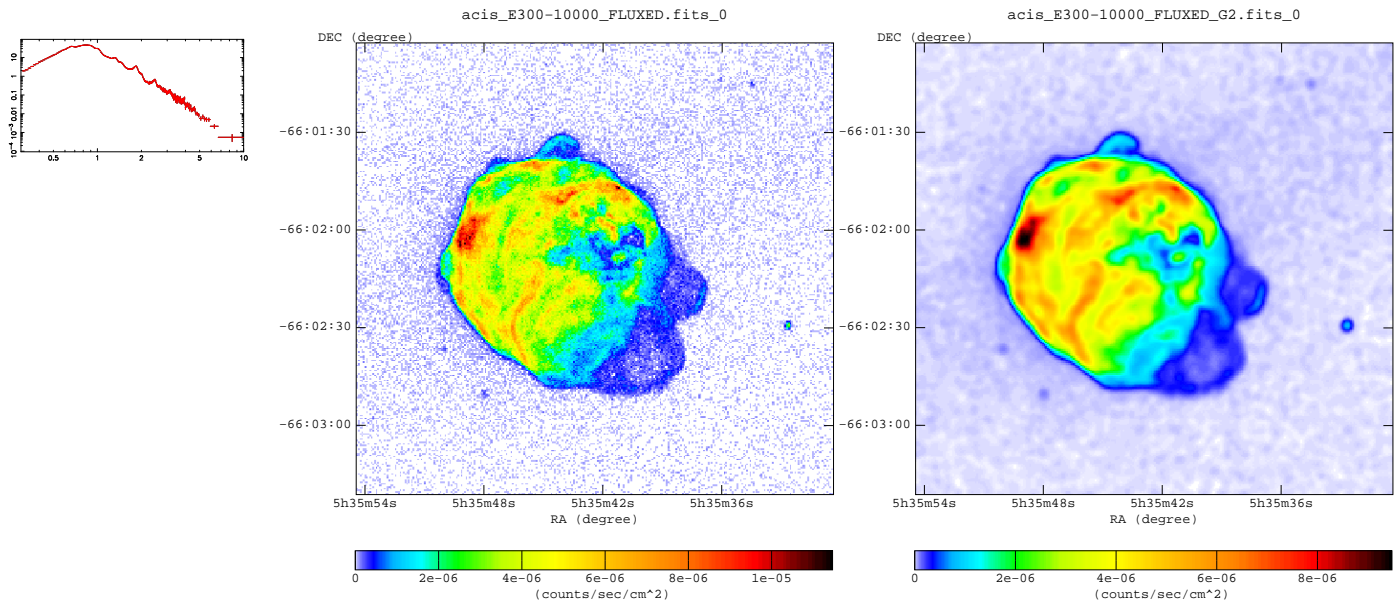 acis_E300-10000_FLUXED.fits_0
acis_E300-10000_FLUXED_G2.fits_0
DEC (degree)
DEC (degree)
10
1
0.1
0.01
10⁻³
10⁻⁴
0.5
1
2
5
10
-66:01:30
-66:02:00
-66:02:30
-66:03:00
-66:01:30
-66:02:00
-66:02:30
-66:03:00
5h35m54s
5h35m48s
5h35m42s
5h35m36s
RA (degree)
5h35m54s
5h35m48s
5h35m42s
5h35m36s
RA (degree)
0
2e-06
4e-06
6e-06
8e-06
1e-05
(counts/sec/cm^2)
0
2e-06
4e-06
6e-06
8e-06
(counts/sec/cm^2)